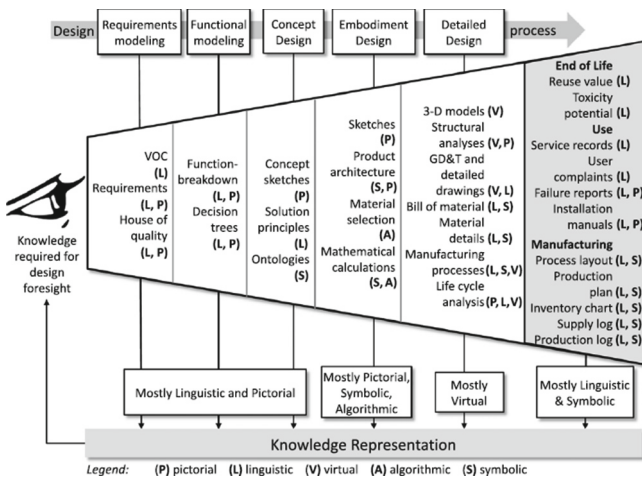 Design
Requirements
modeling
Functional
modeling
Concept
Design
Embodiment
Design
Detailed
Design
process
VOC
(L)
Requirements
(L, P)
House of
quality
(L, P)
Function-
breakdown
(L, P)
Decision
trees
(L, P)
Concept
sketches
(P)
Solution
principles
(L)
Ontologies
(S)
Sketches
(P)
Product
architecture
(S, P)
Material
selection
(A)
Mathematical
calculations
(S, A)
3-D models (V)
Structural
analyses (V, P)
GD&T and
detailed
drawings (V, L)
Bill of material (L, S)
Material
details (L, S)
Manufacturing
processes (L, S,V)
Life cycle
analysis (P, L, V)
End of Life
Reuse value (L)
Toxicity
potential (L)
Use
Service records (L)
User
complaints (L)
Failure reports (L, P)
Installation
manuals (L, P)
Manufacturing
Process layout (L, S)
Production
plan (L, S)
Inventory chart (L, S)
Supply log (L, S)
Production log (L, S)
Knowledge
required for
design
foresight
Mostly Linguistic and Pictorial
Mostly Pictorial,
Symbolic,
Algorithmic
Mostly
Virtual
Mostly Linguistic
& Symbolic
Knowledge Representation
Legend: (P) pictorial (L) linguistic (V) virtual (A) algorithmic (S) symbolic